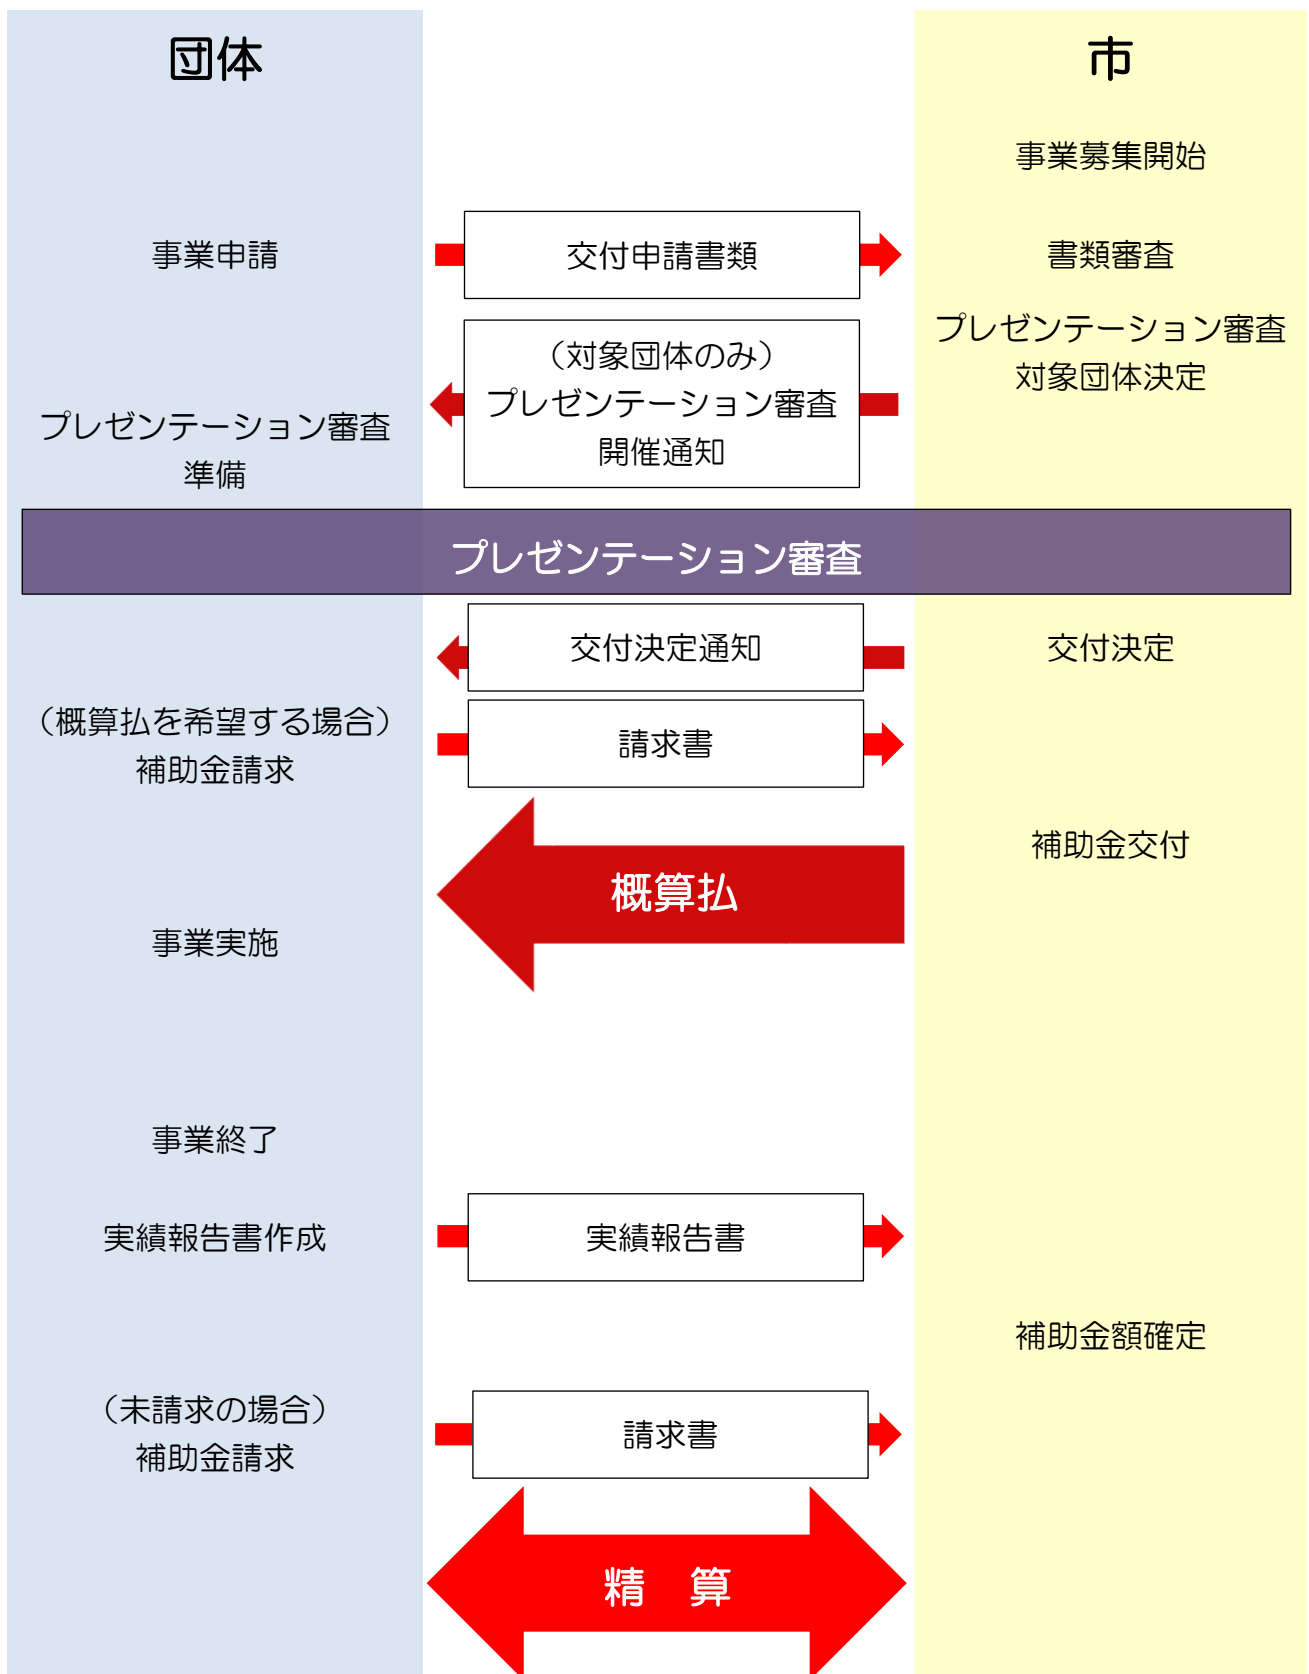 団体
市
事業募集開始
事業申請
交付申請書類
書類審査
プレゼンテーション審査
対象団体決定
（対象団体のみ）
プレゼンテーション審査
開催通知
プレゼンテーション審査
準備
プレゼンテーション審査
交付決定通知
交付決定
（概算払を希望する場合）
補助金請求
請求書
補助金交付
概算払
事業実施
事業終了
実績報告書作成
実績報告書
補助金額確定
（未請求の場合）
補助金請求
請求書
精　算